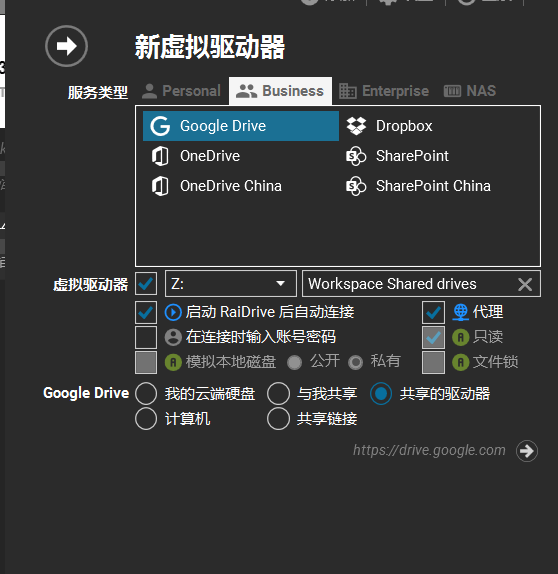 新虚拟驱动器
服务类型 Personal Business Enterprise NAS
Google Drive Dropbox
OneDrive SharePoint
OneDrive China SharePoint China
虚拟驱动器 Z: Workspace Shared drives
启动 RaiDrive 后自动连接 代理
在连接时输入账号密码 只读
模拟本地磁盘 公开 私有 文件锁
Google Drive 我的云端硬盘 与我共享 共享的驱动器
计算机 共享链接
https://drive.google.com